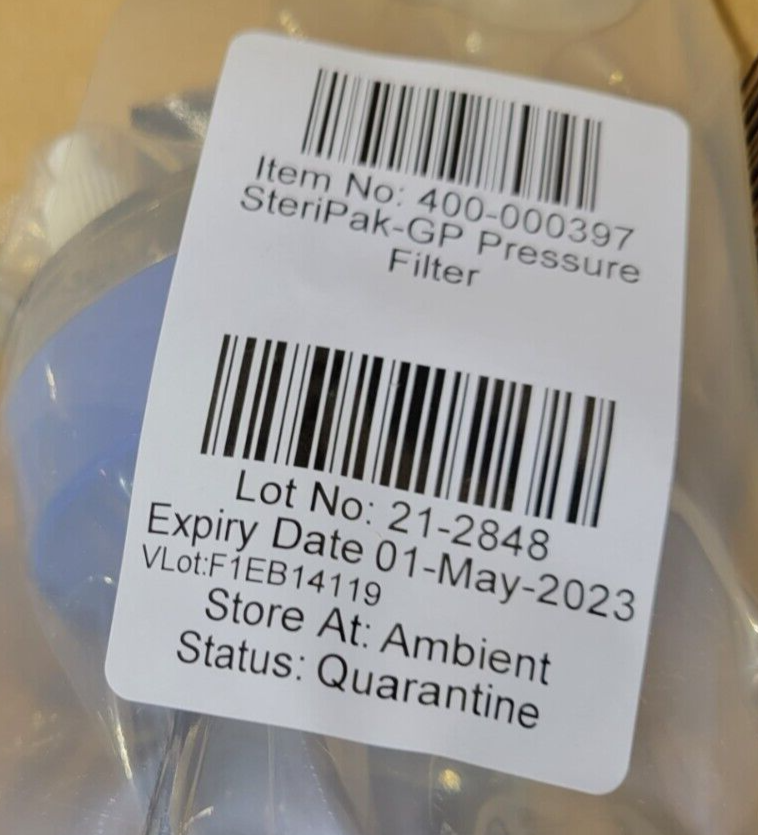 Item No: 400-000397
SteriPak-GP Pressure
Filter
Lot No: 21-2848
Expiry Date 01-May-2023
VLot:F1EB14119
Store At: Ambient
Status: Quarantine